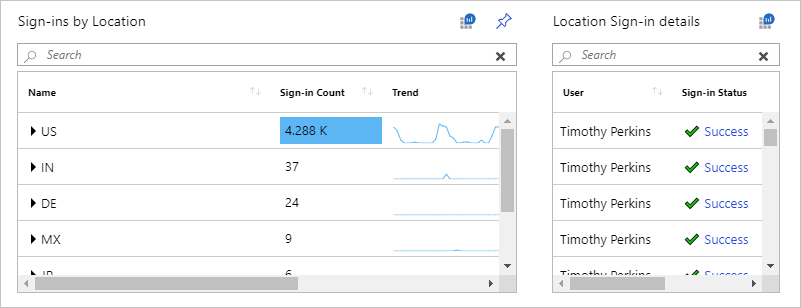 Sign-ins by Location
Search
Name Sign-in Count Trend
US 4.288 K
IN 37
DE 24
MX 9
6
Location Sign-in details
Search
User Sign-in Status
Timothy Perkins Success
Timothy Perkins Success
Timothy Perkins Success
Timothy Perkins Success
Timothy Perkins Success